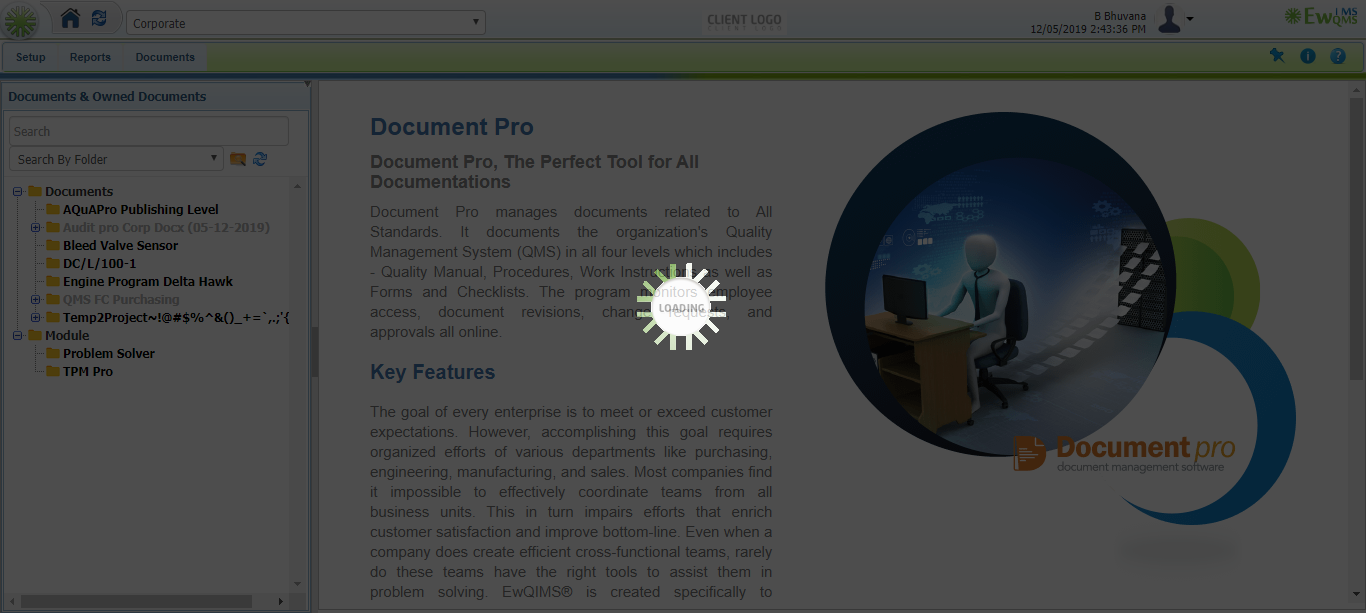 Corporate
CLIENT LOGO
B Bhuvana
12/05/2019 2:43:36 PM
EwQIMS
QMS
Setup Reports Documents
Documents & Owned Documents
Search
Search By Folder
Documents
AQuAPro Publishing Level
Audit pro Corp Docx (05-12-2019)
Bleed Valve Sensor
DC/L/100-1
Engine Program Delta Hawk
QMS FC Purchasing
Temp2Project~!@#$%^&()_+=`,.;'{
Module
Problem Solver
TPM Pro
Document Pro
Document Pro, The Perfect Tool for All
Documentations
Document Pro manages documents related to All
Standards. It documents the organization's Quality
Management System (QMS) in all four levels which includes
- Quality Manual, Procedures, Work Instructions as well as
Forms and Checklists. The program monitors employee
access, document revisions, change requests, and
approvals all online.
LOADING
Key Features
The goal of every enterprise is to meet or exceed customer
expectations. However, accomplishing this goal requires
organized efforts of various departments like purchasing,
engineering, manufacturing, and sales. Most companies find
it impossible to effectively coordinate teams from all
business units. This in turn impairs efforts that enrich
customer satisfaction and improve bottom-line. Even when a
company does create efficient cross-functional teams, rarely
do these teams have the right tools to assist them in
problem solving. EwQIMS® is created specifically to
Document pro
document management software